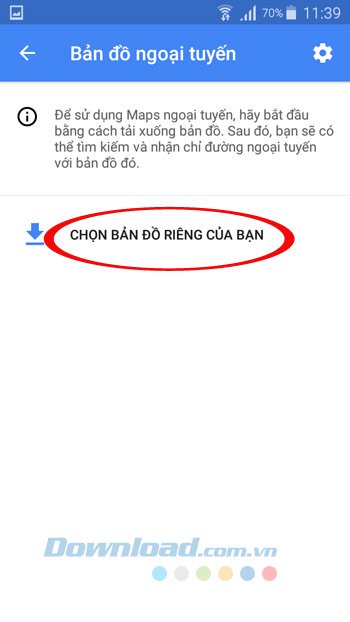 70% 11:39
Bản đồ ngoại tuyến
Để sử dụng Maps ngoại tuyến, hãy bắt đầu
bằng cách tải xuống bản đồ. Sau đó, bạn sẽ có
thể tìm kiếm và nhận chỉ đường ngoại tuyến
với bản đồ đó.
CHỌN BẢN ĐỒ RIÊNG CỦA BẠN
Download.com.vn